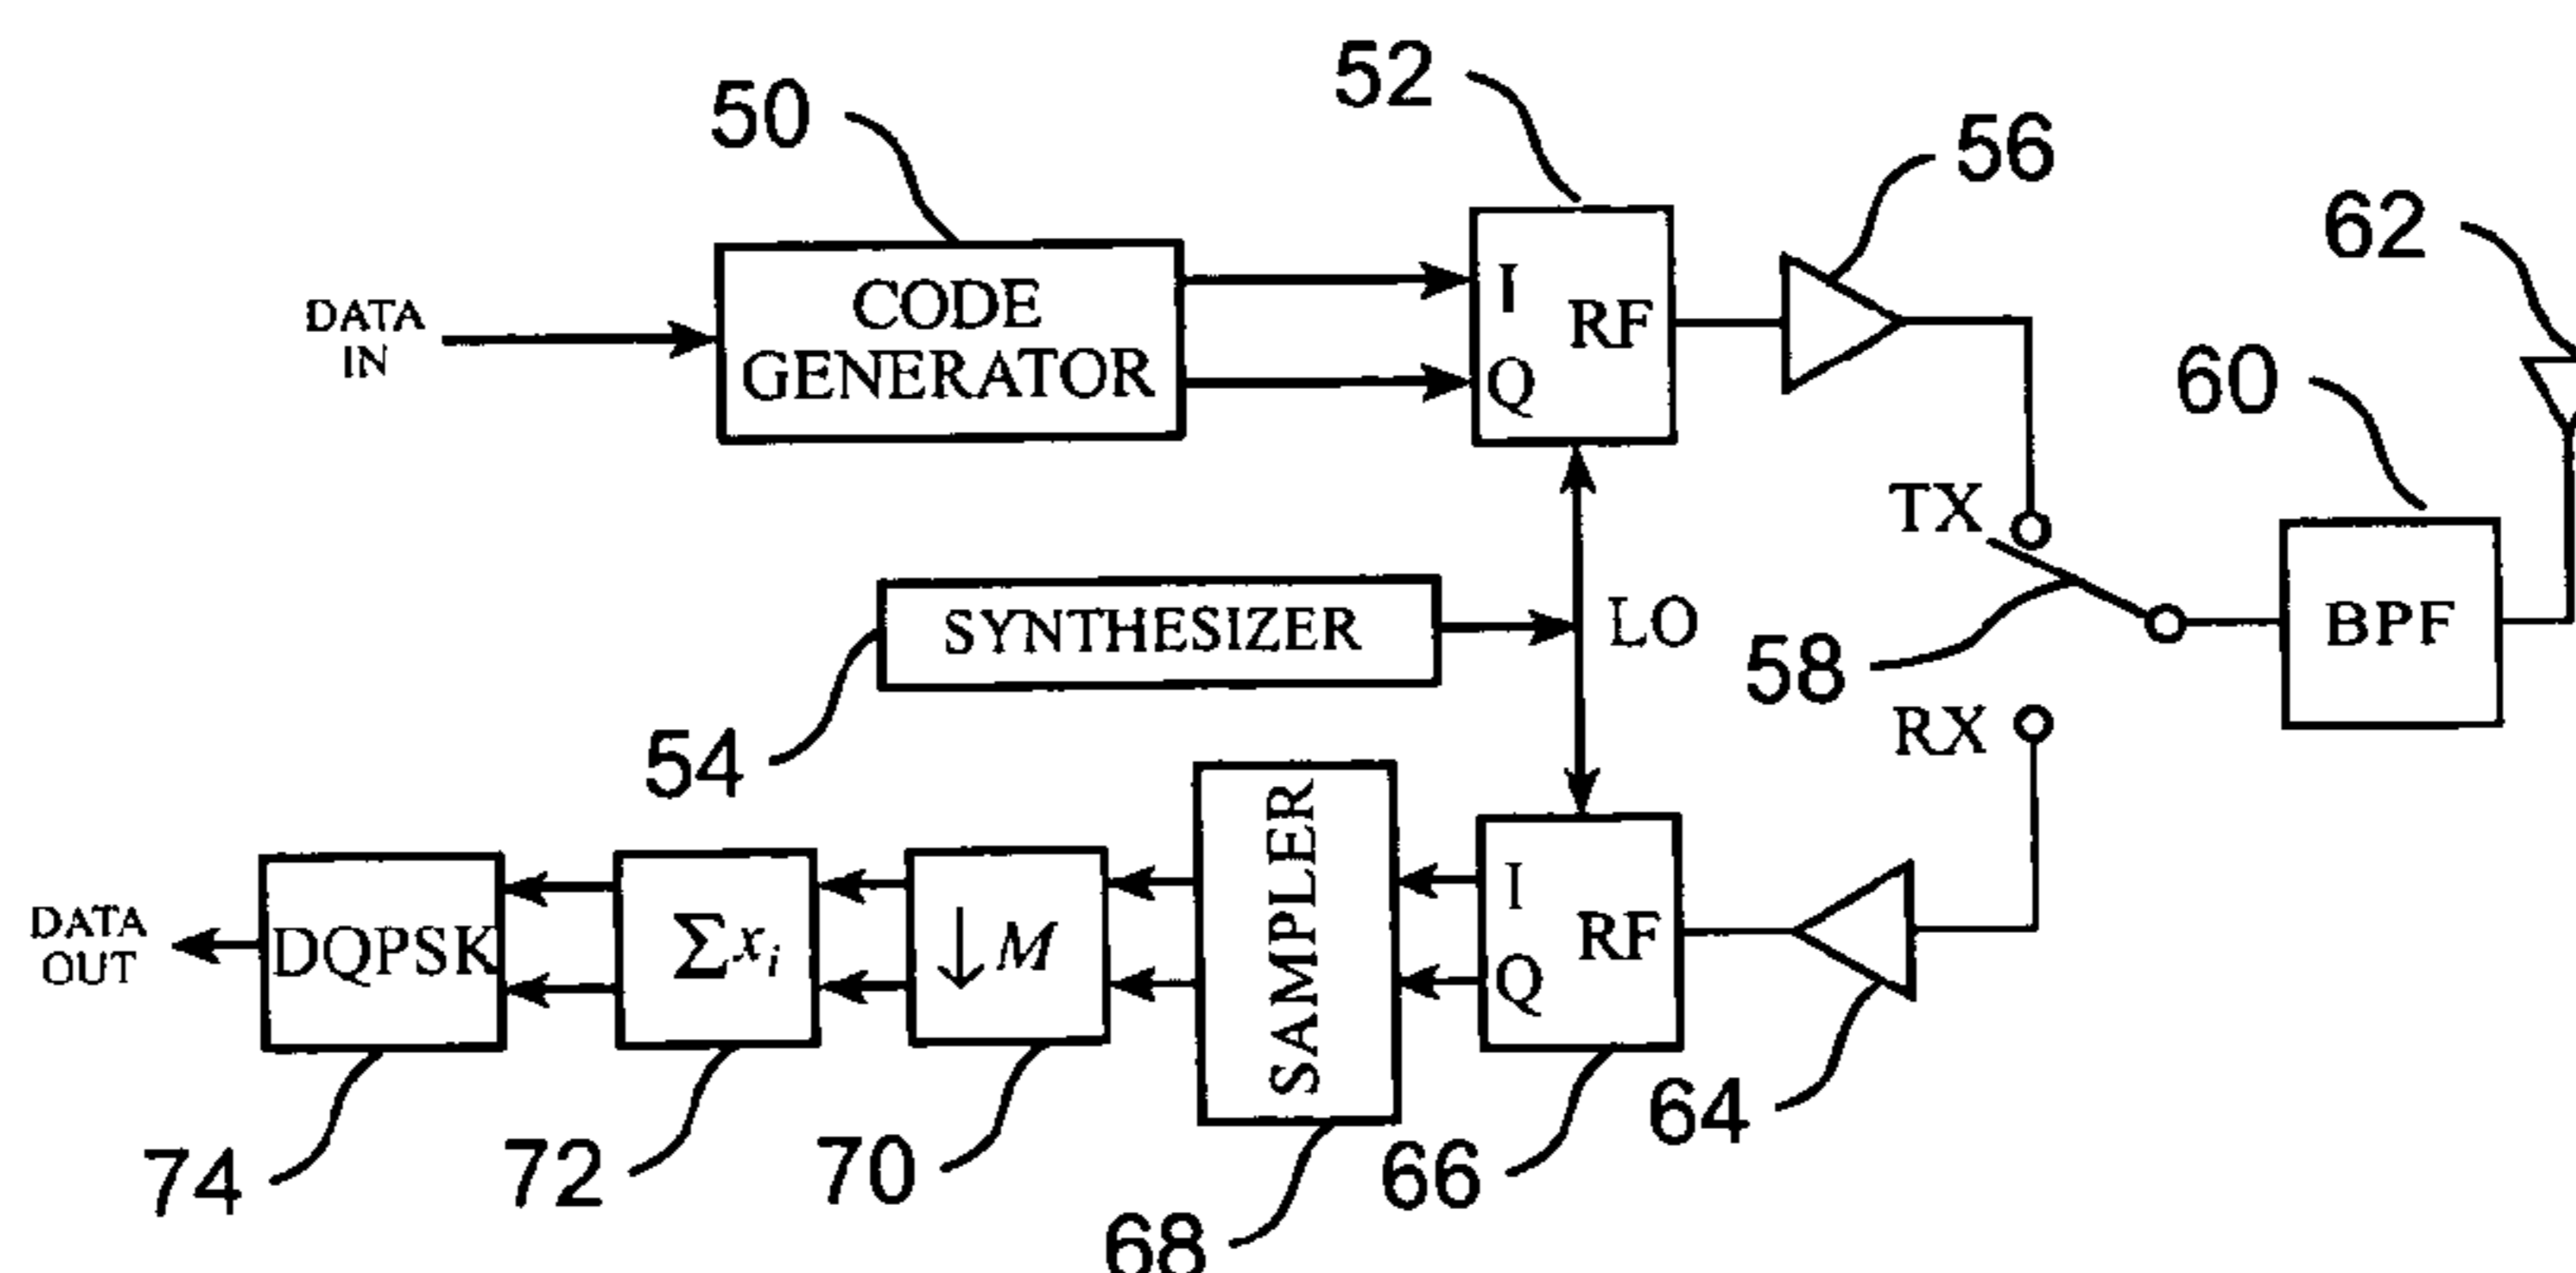 52
50
56
62
CODE
GENERATOR
DATA
IN
I
RF
Q
60
TX
SYNTHESIZER
LO
BPF
58
54
RX
SAMPLER
DATA
OUT
DQPSK
∑xᵢ
↓M
I
RF
Q
64
74
72
70
66
68